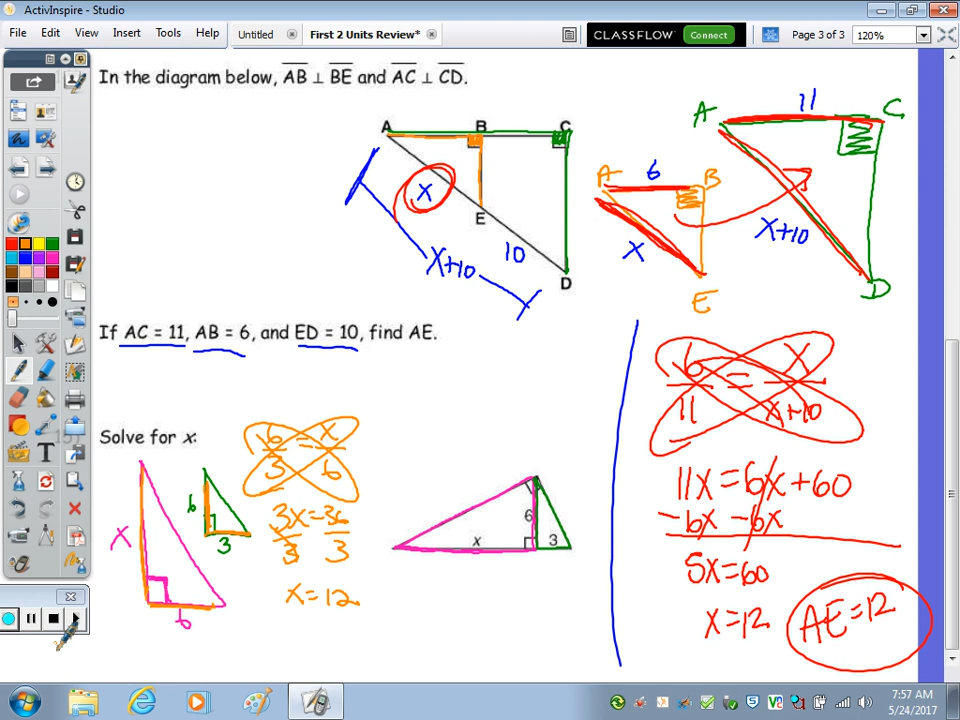 ActivInspire - Studio
File Edit View Insert Tools Help Untitled First 2 Units Review* CLASSFLOW Connect Page 3 of 3 120%
In the diagram below, AB ⊥ BE and AC ⊥ CD.
A B C
x
E
10
x+10
D
11
A C
6
A B
x
x+10
E
D
If AC = 11, AB = 6, and ED = 10, find AE.
6 = x
11 x+10
11x = 6x + 60
-6x -6x
5x = 60
x = 12 AE = 12
Solve for x:
x
6
6
3
6 = x
3 6
3x = 36
3 3
x = 12
6
x 3
7:57 AM
5/24/2017